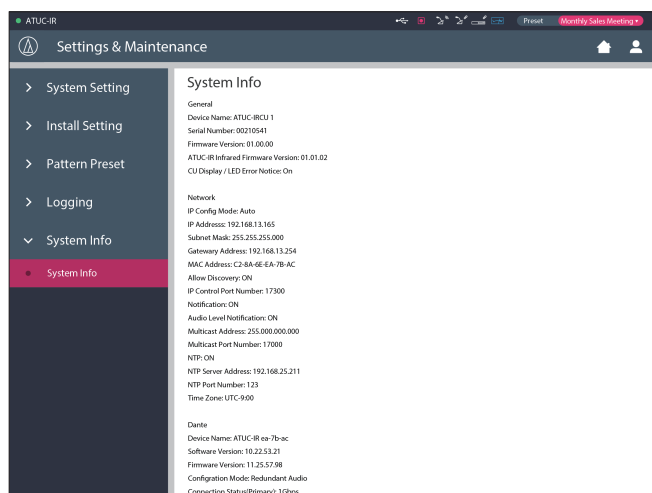 ATUC-IR
Preset
Monthly Sales Meeting
Settings & Maintenance
System Setting
Install Setting
Pattern Preset
Logging
System Info
System Info
System Info
General
Device Name: ATUC-IRCU 1
Serial Number: 00210541
Firmware Version: 01.00.00
ATUC-IR Infrared Firmware Version: 01.01.02
CU Display / LED Error Notice: On
Network
IP Config Mode: Auto
IP Addresss: 192.168.13.165
Subnet Mask: 255.255.255.000
Gatewary Address: 192.168.13.254
MAC Address: C2-8A-6E-EA-7B-AC
Allow Discovery: ON
IP Control Port Number: 17300
Notification: ON
Audio Level Notification: ON
Multicast Address: 255.000.000.000
Multicast Port Number: 17000
NTP: ON
NTP Server Address: 192.168.25.211
NTP Port Number: 123
Time Zone: UTC-9:00
Dante
Device Name: ATUC-IR ea-7b-ac
Software Version: 10.22.53.21
Firmware Version: 11.25.57.98
Configration Mode: Redundant Audio
Connection Status(Primary): 1Gbps